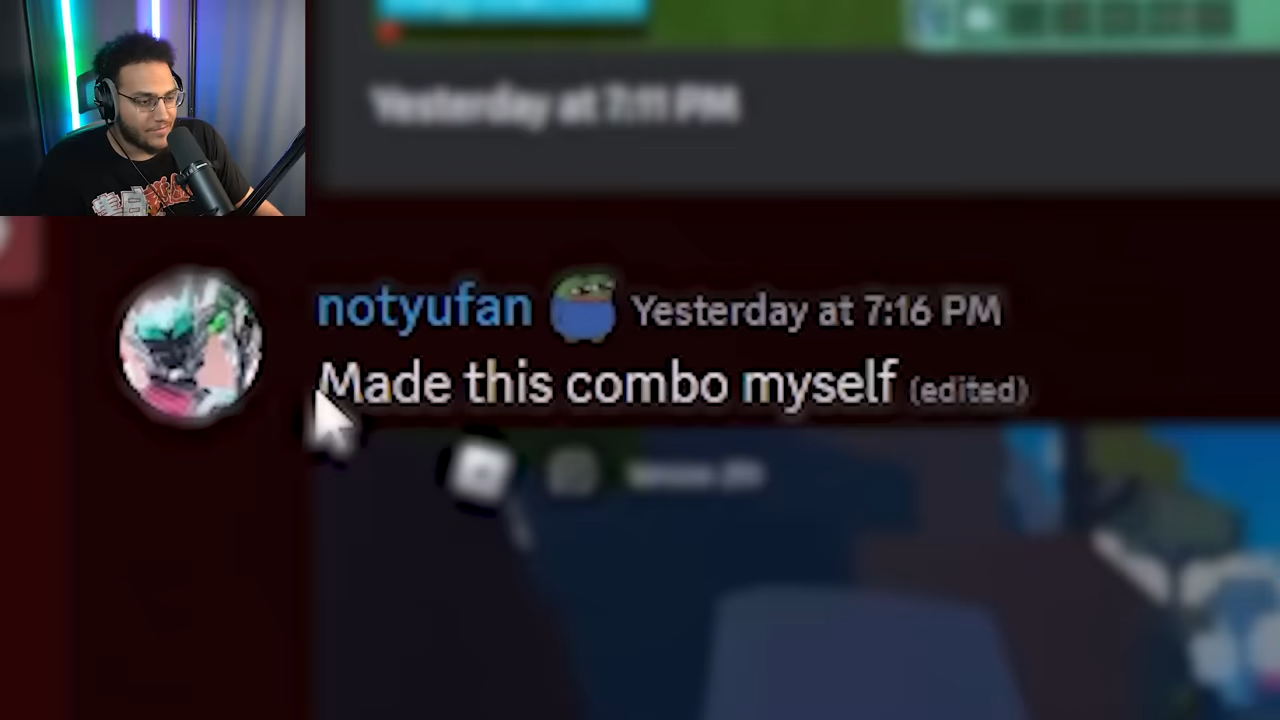 Yesterday at 7:11 PM
notyufan Yesterday at 7:16 PM
Made this combo myself (edited)